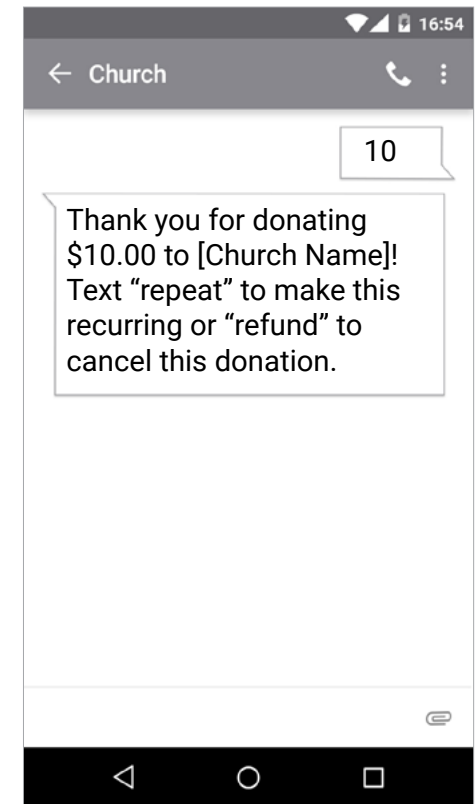 16:54
Church
10
Thank you for donating
$10.00 to [Church Name]!
Text “repeat” to make this
recurring or “refund” to
cancel this donation.